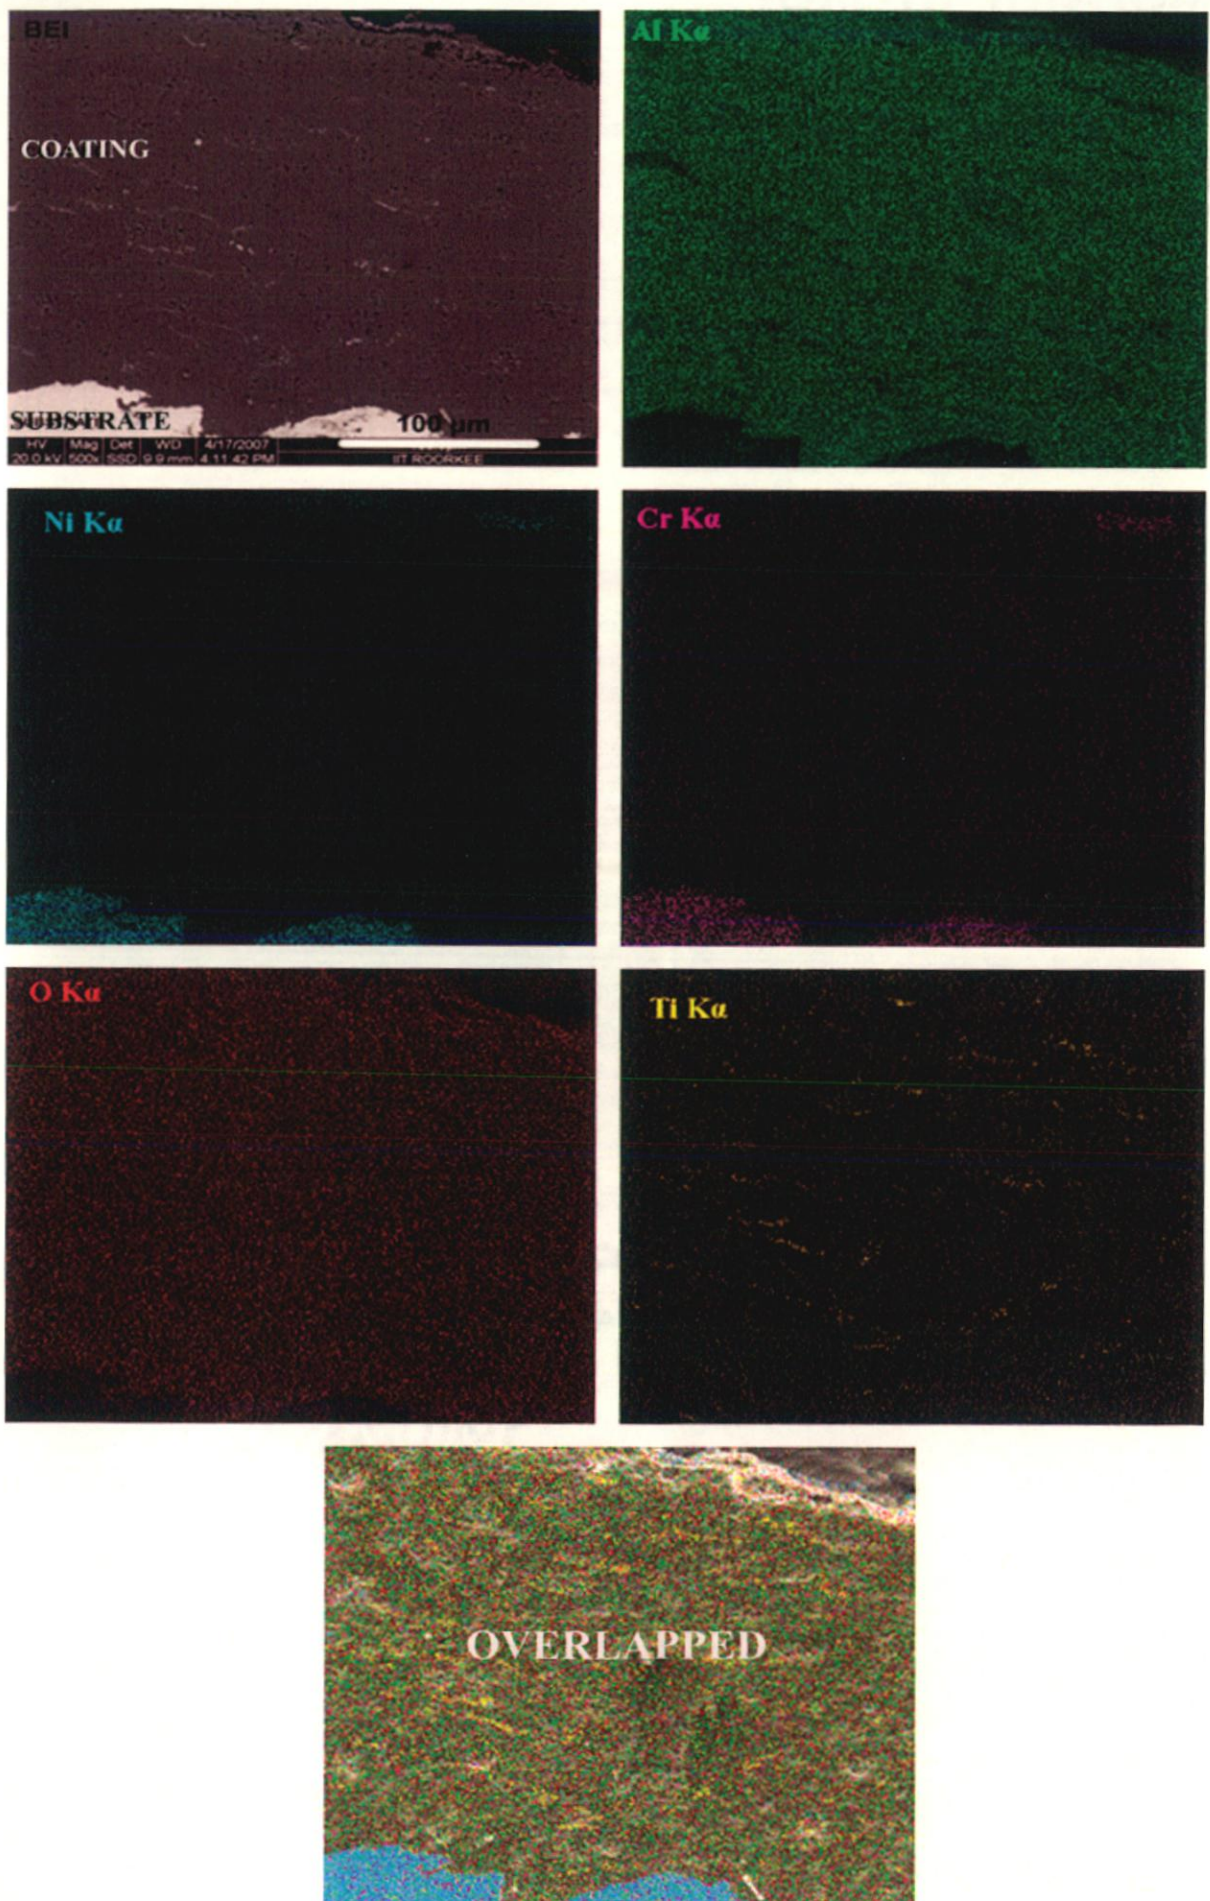 BEI
Al Kα
COATING
SUBSTRATE
100 µm
HV Mag Det WD 4/17/2007
20.0 kV 500x SSD 9.9 mm 4:11:42 PM
IIT ROORKEE
Ni Kα
Cr Kα
O Kα
Ti Kα
OVERLAPPED